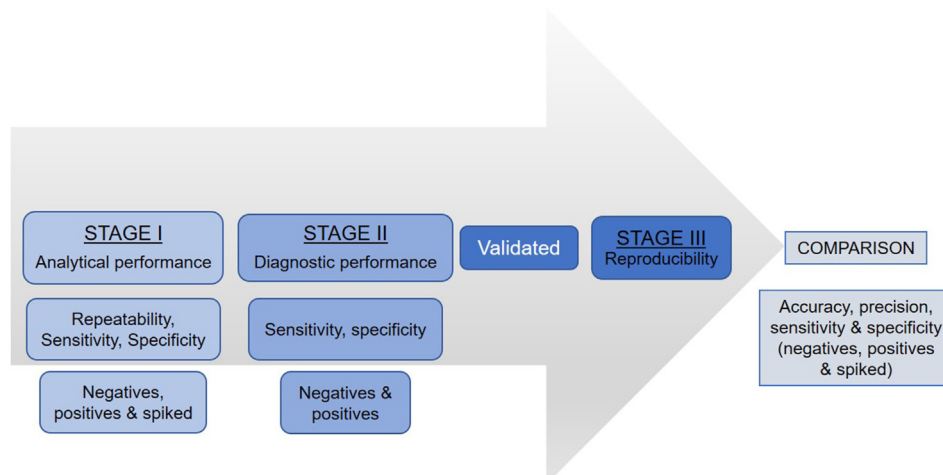 STAGE I
Analytical performance
STAGE II
Diagnostic performance
Validated
STAGE III
Reproducibility
COMPARISON
Repeatability,
Sensitivity, Specificity
Sensitivity, specificity
Accuracy, precision,
sensitivity & specificity
(negatives, positives
& spiked)
Negatives,
positives & spiked
Negatives &
positives